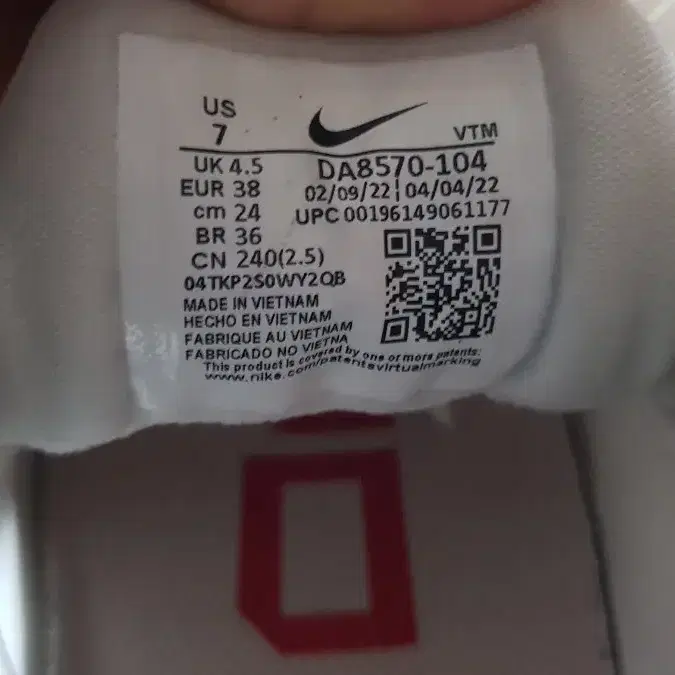 US
7
VTM
UK 4.5
DA8570-104
EUR 38
02/09/22 | 04/04/22
cm 24
UPC 00196149061177
BR 36
CN 240(2.5)
04TKP2S0WY2QB
MADE IN VIETNAM
HECHO EN VIETNAM
FABRIQUE AU VIETNAM
FABRICADO NO VIETNA
This product is covered by one or more patents:
www.nike.com/patentsvirtualmarking